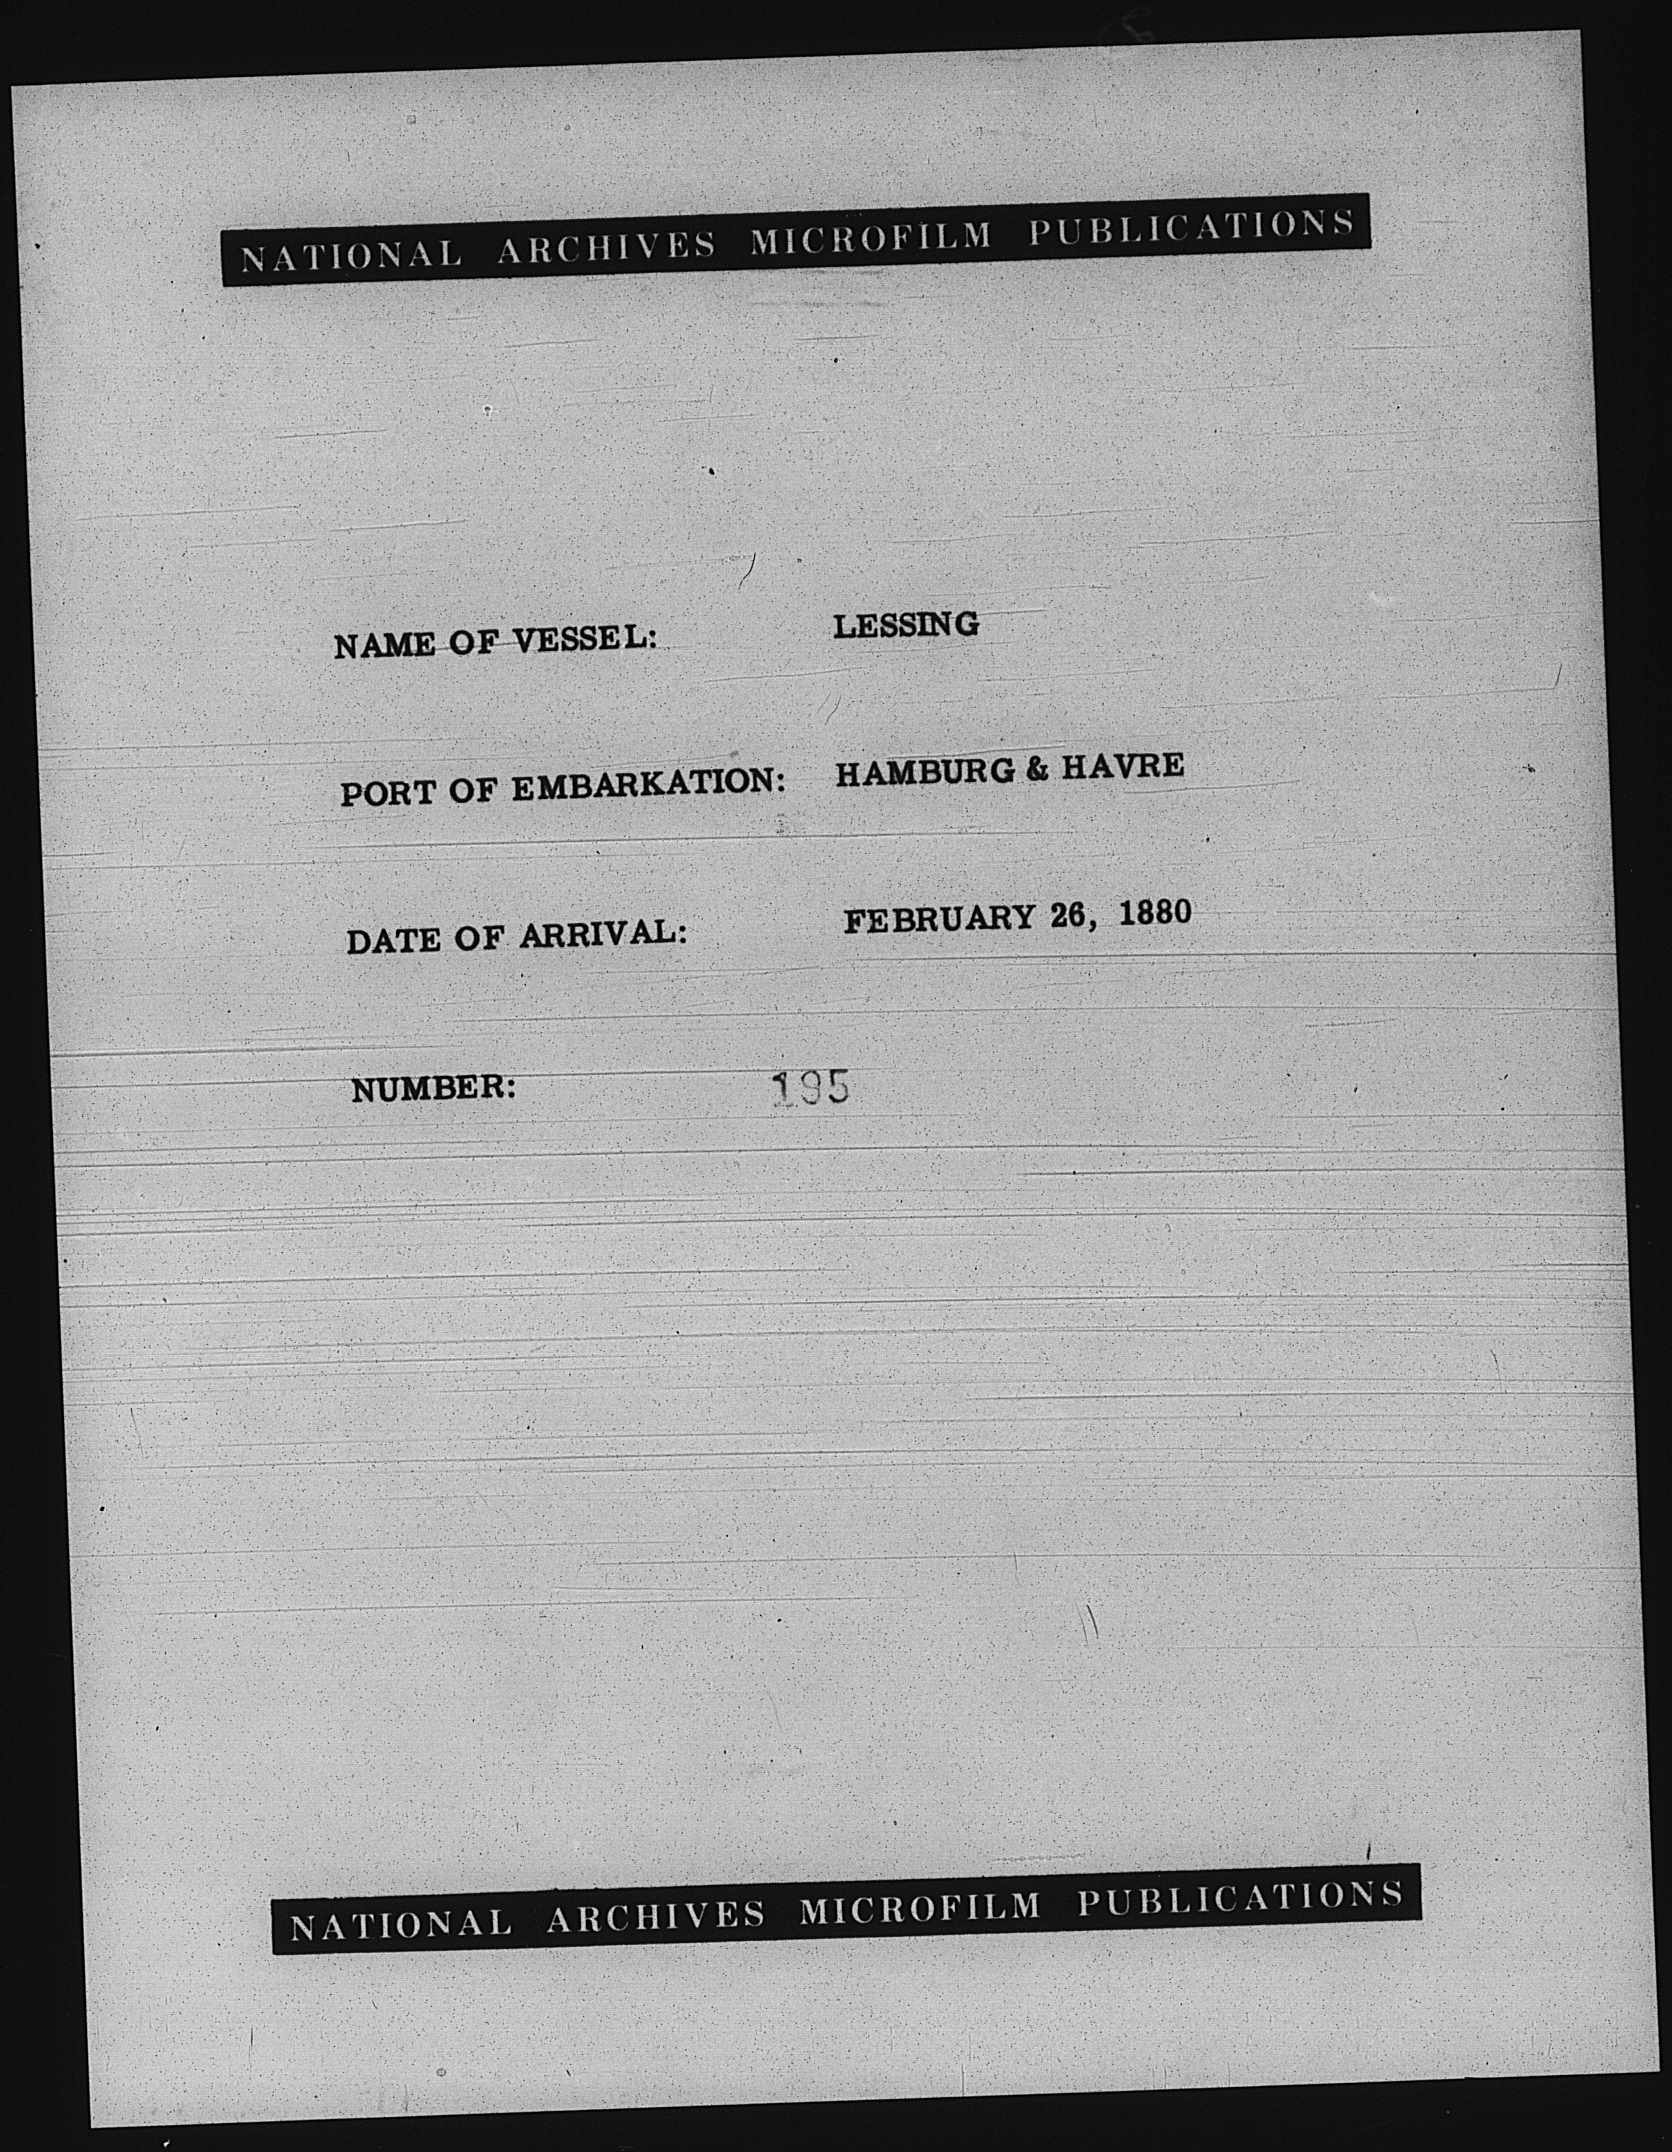 NATIONAL ARCHIVES MICROFILM PUBLICATIONS
NAME OF VESSEL: LESSING
PORT OF EMBARKATION: HAMBURG & HAVRE
DATE OF ARRIVAL: FEBRUARY 26, 1880
NUMBER: 195
NATIONAL ARCHIVES MICROFILM PUBLICATIONS